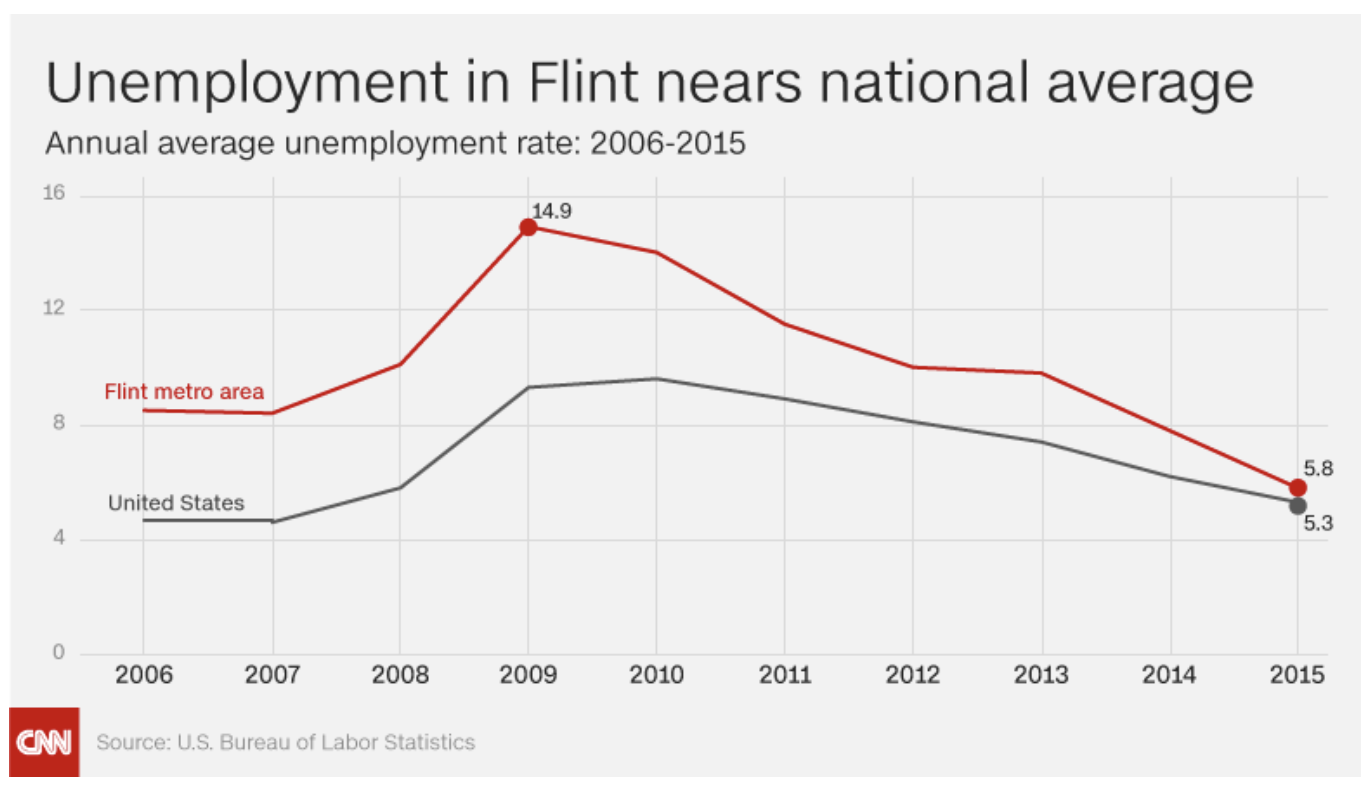 Unemployment in Flint nears national average
Annual average unemployment rate: 2006-2015
16
14.9
12
Flint metro area
8
5.8
United States
5.3
4
0
2006 2007 2008 2009 2010 2011 2012 2013 2014 2015
CNN Source: U.S. Bureau of Labor Statistics